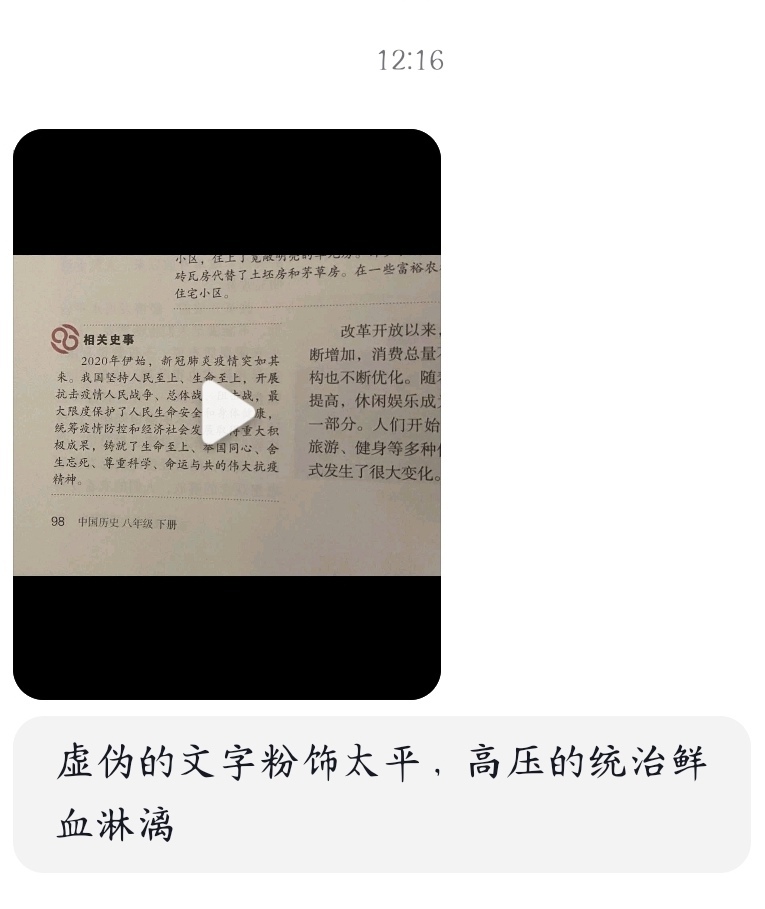 12:16
小区，住上了宽敞明亮的
砖瓦房代替了土坯房和茅草房。在一些富裕农
住宅小区。
相关史事
2020年伊始，新冠肺炎疫情突如其
来。我国坚持人民至上、生命至上，开展
抗击疫情人民战争、总体战、战，最
大限度保护了人民生命安全康，
统筹疫情防控和经济社会发得重大积
极成果，铸就了生命至上、举国同心、舍
生忘死、尊重科学、命运与共的伟大抗疫
精神。
改革开放以来，
断增加，消费总量
构也不断优化。随
提高，休闲娱乐成
一部分。人们开始
旅游、健身等多种
式发生了很大变化。
98 中国历史 八年级 下册
虚伪的文字粉饰太平，高压的统治鲜
血淋漓